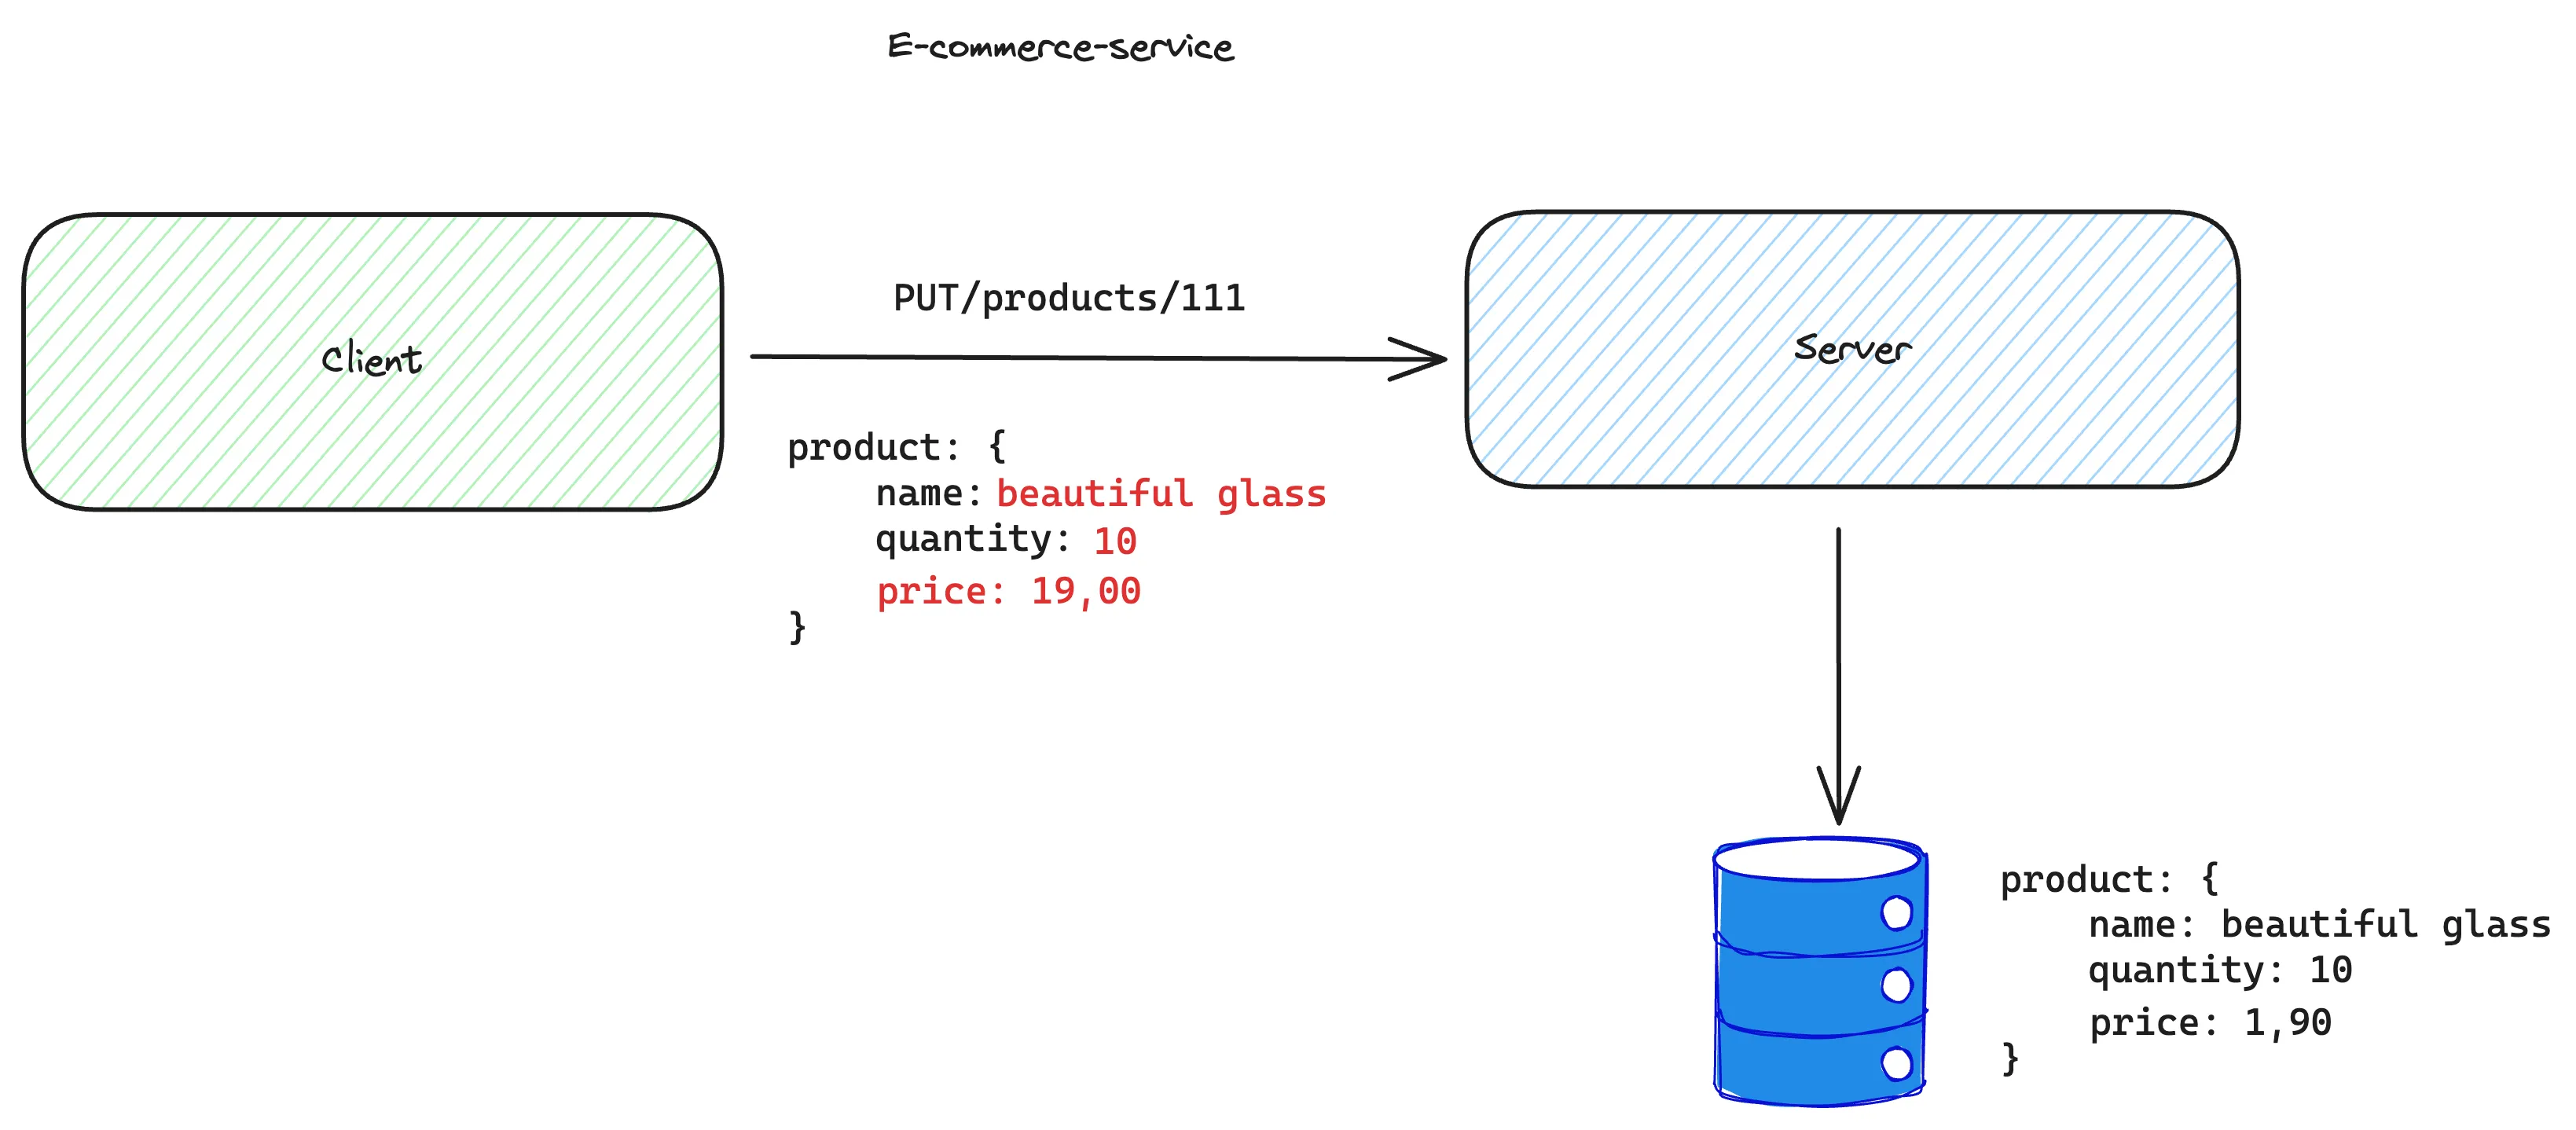 E-commerce-service
PUT/products/111
Client
Server
product: {
name: beautiful glass
quantity: 10
price: 19,00
}
product: {
name: beautiful glass
quantity: 10
price: 1,90
}